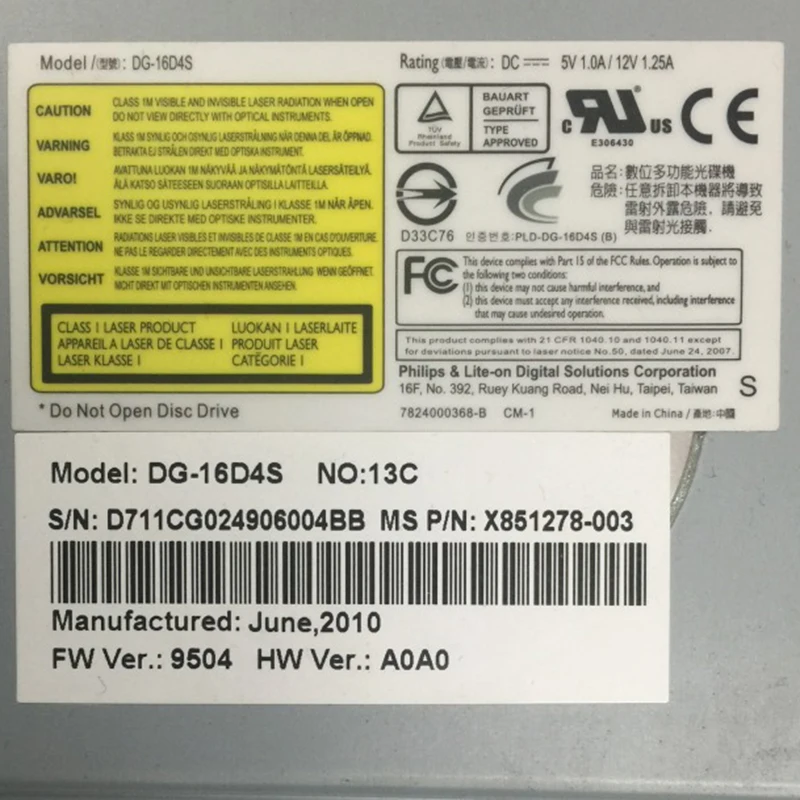 Model /(型號): DG-16D4S
Rating (電壓/電流): DC 5V 1.0A / 12V 1.25A
CAUTION
CLASS 1M VISIBLE AND INVISIBLE LASER RADIATION WHEN OPEN
DO NOT VIEW DIRECTLY WITH OPTICAL INSTRUMENTS.
VARNING
KLASS 1M SYNLIG OCH OSYNLIG LASERSTRÅLNING NÄR DENNA DEL ÄR ÖPPNAD.
BETRAKTA EJ STRÅLEN DIREKT MED OPTISKA INSTRUMENT.
VARO!
AVATTUNA LUOKAN 1M NÄKYVÄÄ JA NÄKYMÄTÖNTÄ LASERSÄTEILYÄ.
ÄLÄ KATSO SÄTEESEEN SUORAAN OPTISILLA LAITTEILLA.
ADVARSEL
SYNLIG OG USYNLIG LASERSTRÅLING I KLASSE 1M NÅR ÅPEN.
IKKE SE DIREKTE MED OPTISKE INSTRUMENTER.
ATTENTION
RADIATIONS LASER VISIBLES ET INVISIBLES DE CLASSE 1M EN CAS D'OUVERTURE.
NE PAS LE REGARDER DIRECTEMENT AVEC DES INSTRUMENTS OPTIQUES.
VORSICHT
KLASSE 1M SICHTBARE UND UNSICHTBARE LASERSTRAHLUNG WENN GEÖFFNET.
NICHT DIREKT MIT OPTISCHEN INSTRUMENTEN ANSEHEN.
CLASS 1 LASER PRODUCT LUOKAN 1 LASERLAITE
APPAREIL A LASER DE CLASSE 1 PRODUIT LASER
LASER KLASSE 1 CATÉGORIE 1
* Do Not Open Disc Drive
TÜV
Rheinland
Product Safety
BAUART
GEPRÜFT
TYPE
APPROVED
c RU US
E306430
CE
D33C76
인증번호:PLD-DG-16D4S (B)
品名:數位多功能光碟機
危險:任意拆卸本機器將導致
雷射外露危險,請避免
與雷射光接觸.
FC
This device complies with Part 15 of the FCC Rules. Operation is subject to
the following two conditions:
(1) this device may not cause harmful interference, and
(2) this device must accept any interference received, including interference
that may cause undesired operation.
This product complies with 21 CFR 1040.10 and 1040.11 except
for deviations pursuant to laser notice No.50, dated June 24, 2007.
Philips & Lite-on Digital Solutions Corporation
16F, No. 392, Ruey Kuang Road, Nei Hu, Taipei, Taiwan S
7824000368-B CM-1 Made in China / 產地:中國
Model: DG-16D4S NO:13C
S/N: D711CG024906004BB MS P/N: X851278-003
Manufactured: June,2010
FW Ver.: 9504 HW Ver.: A0A0